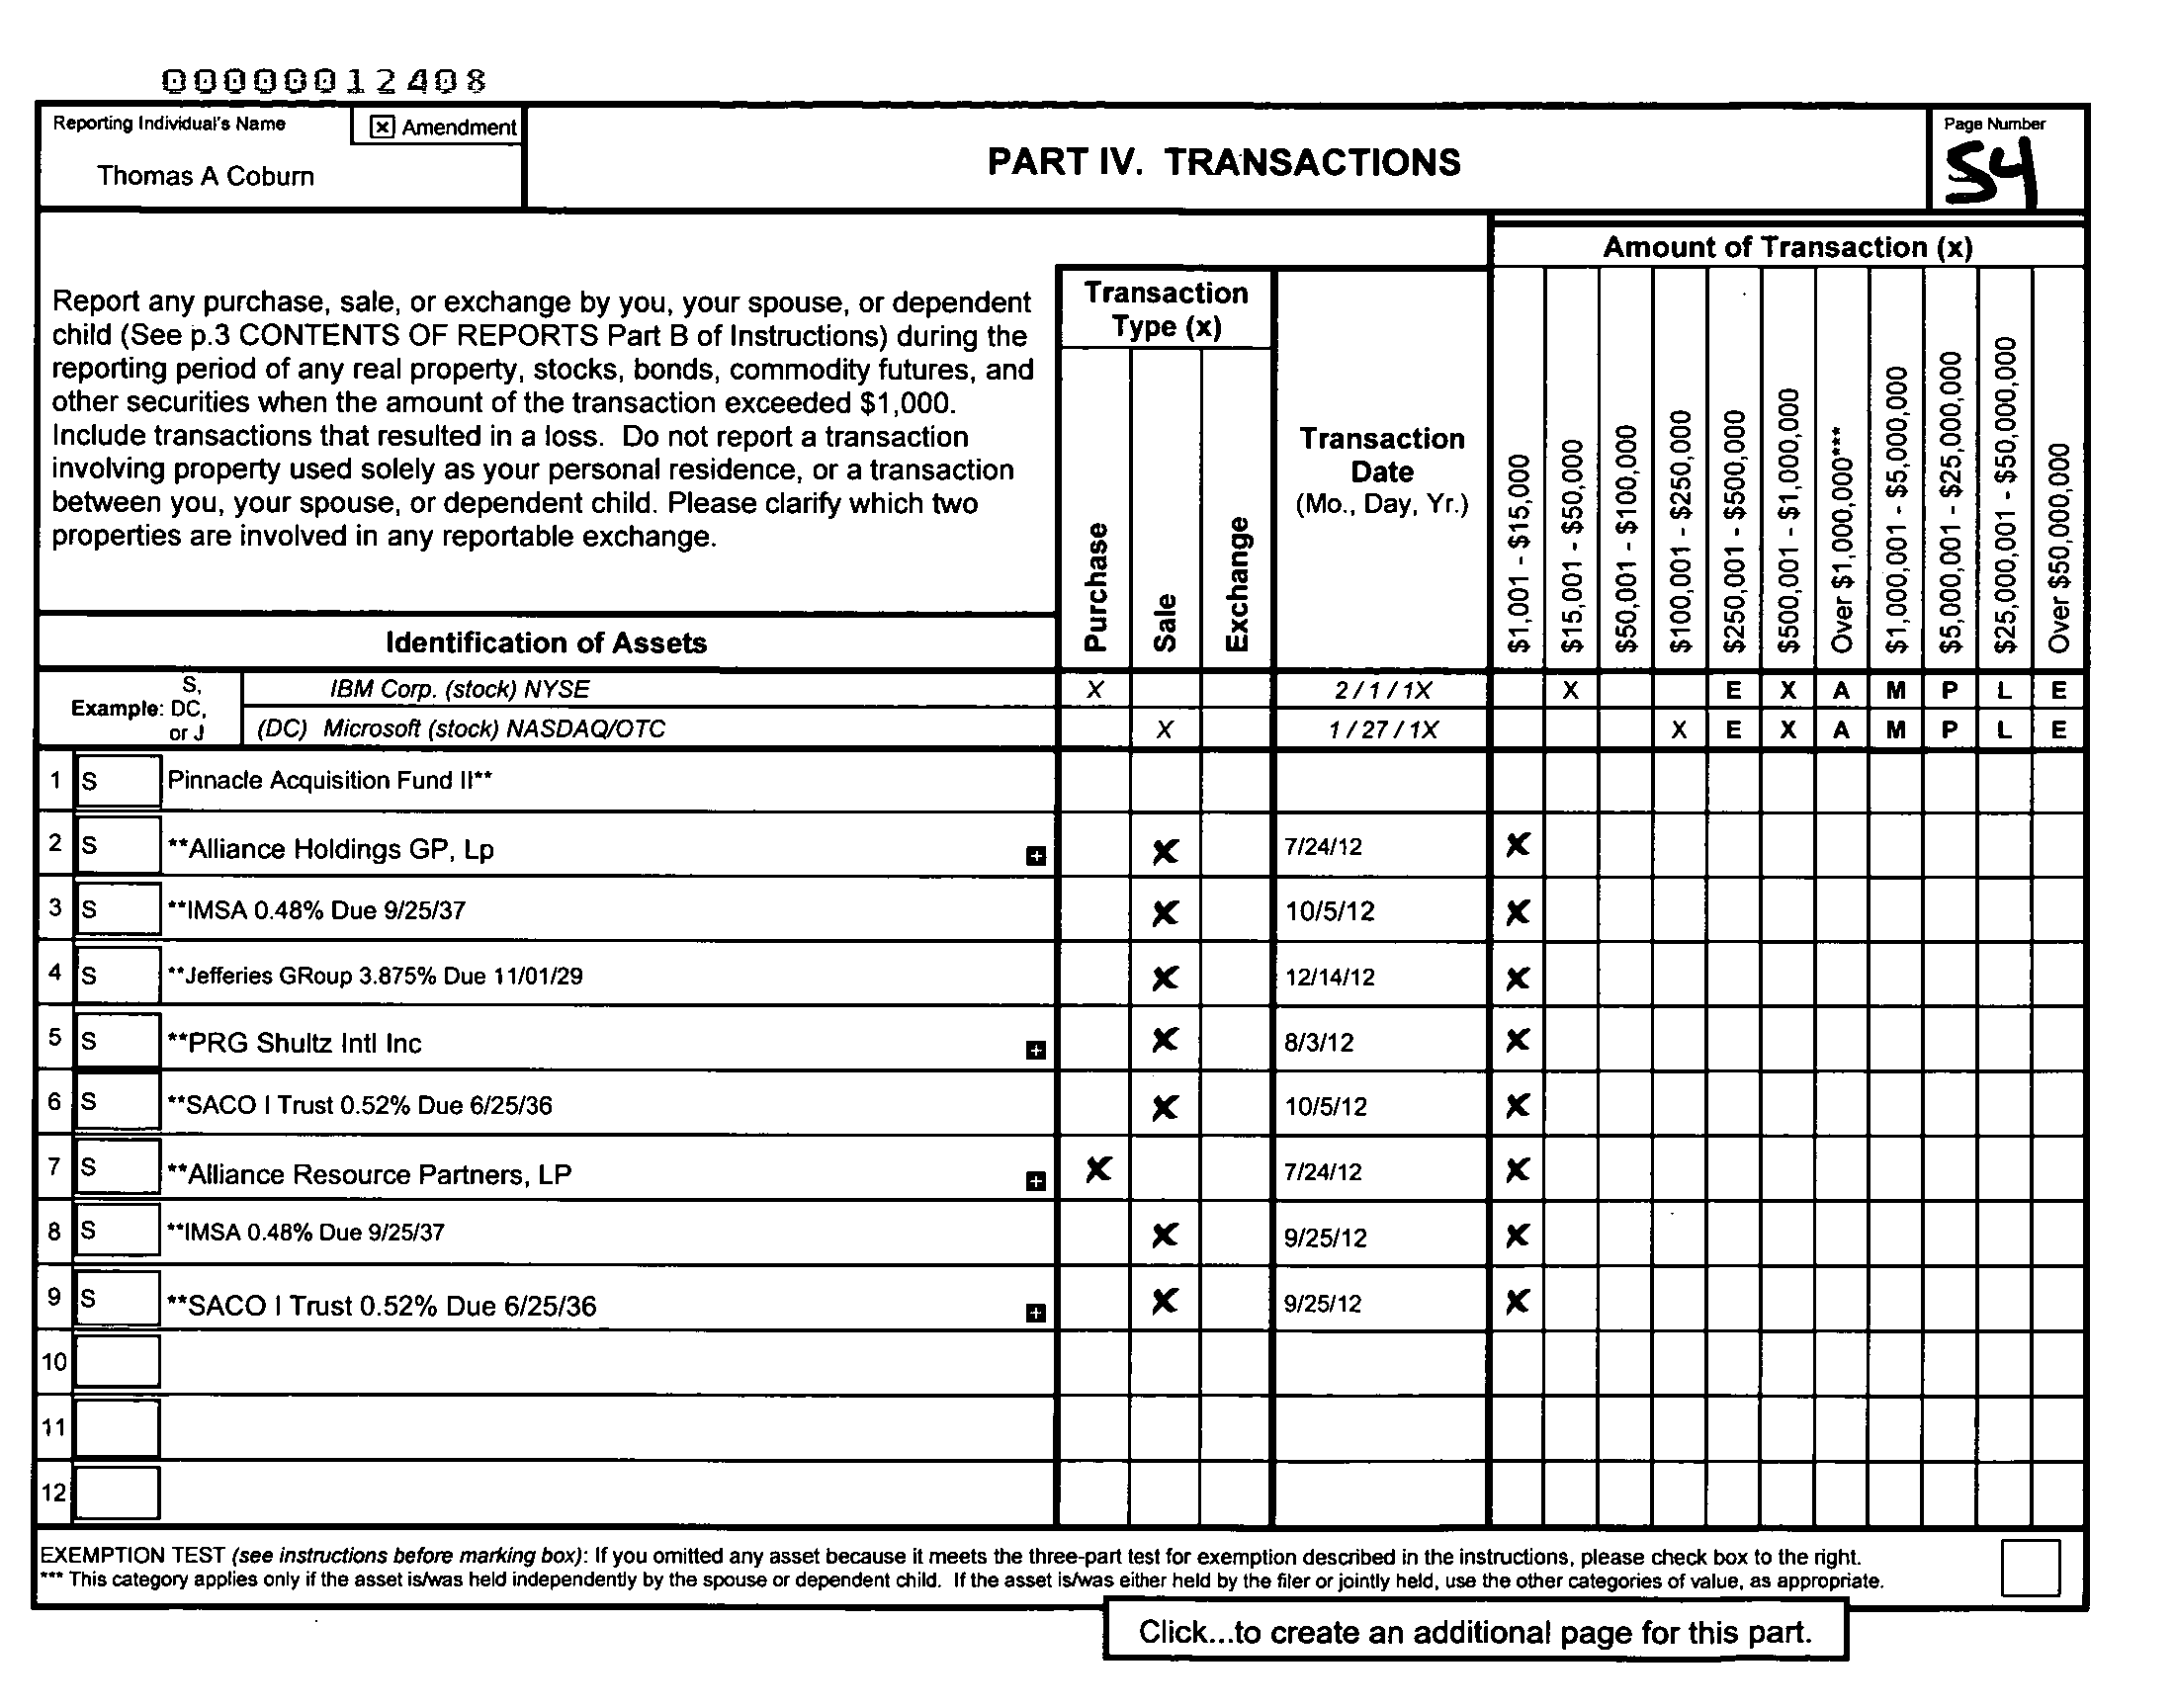 00000012408
Reporting Individual's Name
[x] Amendment
Thomas A Coburn
PART IV. TRANSACTIONS
Page Number
54
Report any purchase, sale, or exchange by you, your spouse, or dependent
child (See p.3 CONTENTS OF REPORTS Part B of Instructions) during the
reporting period of any real property, stocks, bonds, commodity futures, and
other securities when the amount of the transaction exceeded $1,000.
Include transactions that resulted in a loss. Do not report a transaction
involving property used solely as your personal residence, or a transaction
between you, your spouse, or dependent child. Please clarify which two
properties are involved in any reportable exchange.
Identification of Assets
Transaction
Type (x)
Purchase
Sale
Exchange
Transaction
Date
(Mo., Day, Yr.)
Amount of Transaction (x)
$1,001 - $15,000
$15,001 - $50,000
$50,001 - $100,000
$100,001 - $250,000
$250,001 - $500,000
$500,001 - $1,000,000
Over $1,000,000***
$1,000,001 - $5,000,000
$5,000,001 - $25,000,000
$25,000,001 - $50,000,000
Over $50,000,000
Example:
S,
DC,
or J
IBM Corp. (stock) NYSE X 2/1/1X X E X A M P L E
(DC) Microsoft (stock) NASDAQ/OTC X 1/27/1X X E X A M P L E
1 S Pinnacle Acquisition Fund II**
2 S **Alliance Holdings GP, Lp + X 7/24/12 X
3 S **IMSA 0.48% Due 9/25/37 X 10/5/12 X
4 S **Jefferies GRoup 3.875% Due 11/01/29 X 12/14/12 X
5 S **PRG Shultz Intl Inc + X 8/3/12 X
6 S **SACO I Trust 0.52% Due 6/25/36 X 10/5/12 X
7 S **Alliance Resource Partners, LP + X 7/24/12 X
8 S **IMSA 0.48% Due 9/25/37 X 9/25/12 X
9 S **SACO I Trust 0.52% Due 6/25/36 + X 9/25/12 X
10
11
12
EXEMPTION TEST (see instructions before marking box): If you omitted any asset because it meets the three-part test for exemption described in the instructions, please check box to the right.
*** This category applies only if the asset is/was held independently by the spouse or dependent child. If the asset is/was either held by the filer or jointly held, use the other categories of value, as appropriate.
Click...to create an additional page for this part.